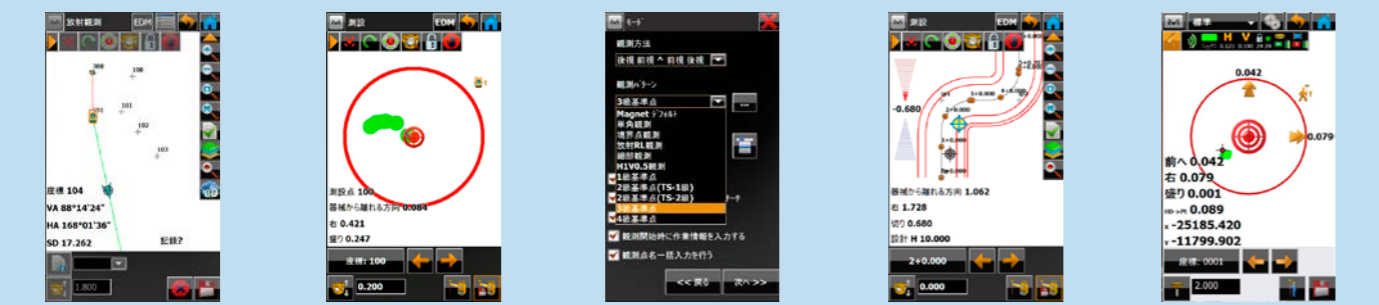 放射観測 EDM
300
100
101
101
102
103
座標 104
VA 88°14'24"
HA 168°01'36"
SD 17.262 記録?
1.800
測設 EDM
測設点 100
器械から離れる方向 0.084
右 0.421
盛り 0.247
座標: 100
0.200
モード
観測方法
後視 前視 ^ 前視 後視
観測パターン
3級基準点
Magnet デフォルト
単角観測
境界点観測
放射RL観測
細部観測
H1V0.5観測
1級基準点
2級基準点(TS-1級)
2級基準点(TS-2級)
3級基準点
4級基準点
観測開始時に作業情報を入力する
観測点名一括入力を行う
<< 戻る 次へ >>
測設 EDM
-0.680
3+0.000
2+0.000
1+0.000
器械から離れる方向 1.062
右 1.728
切り 0.680
設計 H 10.000
2+0.000
0.000
標準
H V
0.042
0.079
前へ 0.042
右 0.079
盛り 0.001
0.089
X -25185.420
Y -11799.902
座標: 0001
2.000